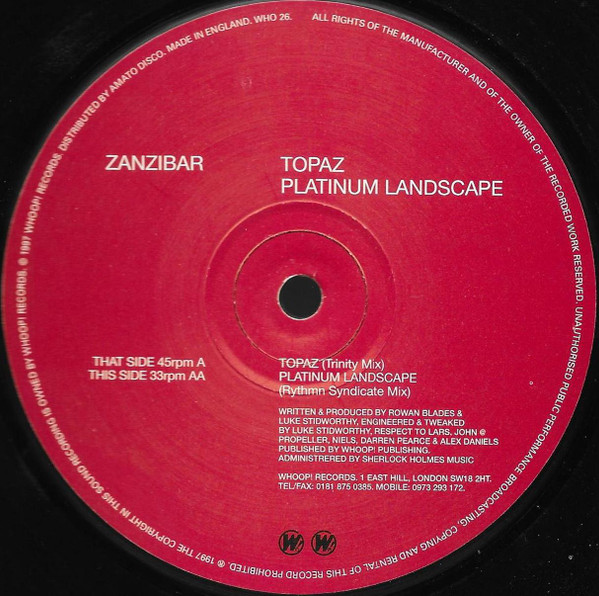 ZANZIBAR
TOPAZ
PLATINUM LANDSCAPE
THAT SIDE 45rpm A
THIS SIDE 33rpm AA
TOPAZ (Trinity Mix)
PLATINUM LANDSCAPE
(Rythmn Syndicate Mix)
WRITTEN & PRODUCED BY ROWAN BLADES &
LUKE STIDWORTHY, ENGINEERED & TWEAKED
BY LUKE STIDWORTHY, RESPECT TO LARS, JOHN @
PROPELLER, NIELS, DARREN PEARCE & ALEX DANIELS
PUBLISHED BY WHOOP! PUBLISHING.
ADMINISTRERED BY SHERLOCK HOLMES MUSIC
WHOOP! RECORDS. 1 EAST HILL, LONDON SW18 2HT.
TEL/FAX: 0181 875 0385. MOBILE: 0973 293 172.
W! W!
℗ 1997 THE COPYRIGHT IN THIS SOUND RECORDING IS OWNED BY WHOOP! RECORDS. © 1997 WHOOP! RECORDS. DISTRIBUTED BY AMATO DISCO. MADE IN ENGLAND. WHO 26.
ALL RIGHTS OF THE MANUFACTURER AND OF THE OWNER OF THE RECORDED WORK RESERVED. UNAUTHORISED PUBLIC PERFORMANCE BROADCASTING, COPYING AND RENTAL OF THIS RECORD PROHIBITED.